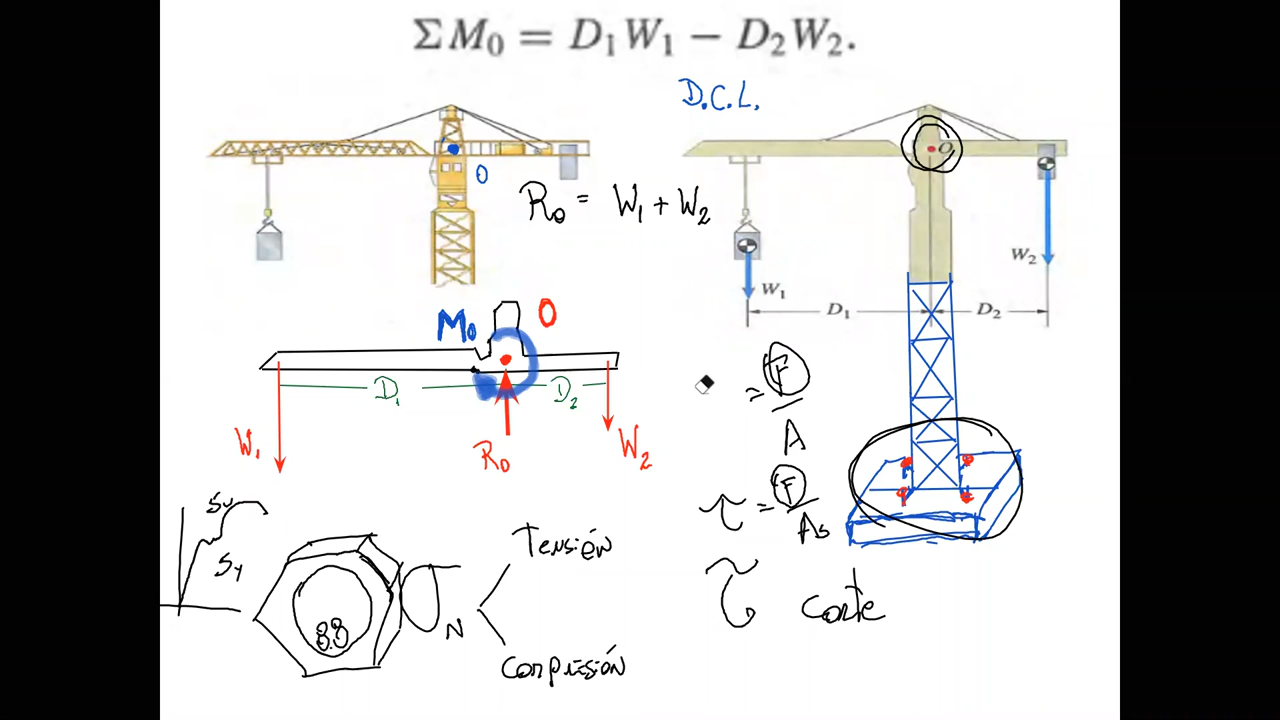 ΣM₀ = D₁W₁ − D₂W₂.
D.C.L.
O
O
R₀ = W₁ + W₂
W₂
W₁
D₁
D₂
M₀
O
D₁
D₂
W₁
R₀
W₂
= F / A
τ = F / As
τ corte
Su
Sy
8.8
σ N
Tensión
Compresión